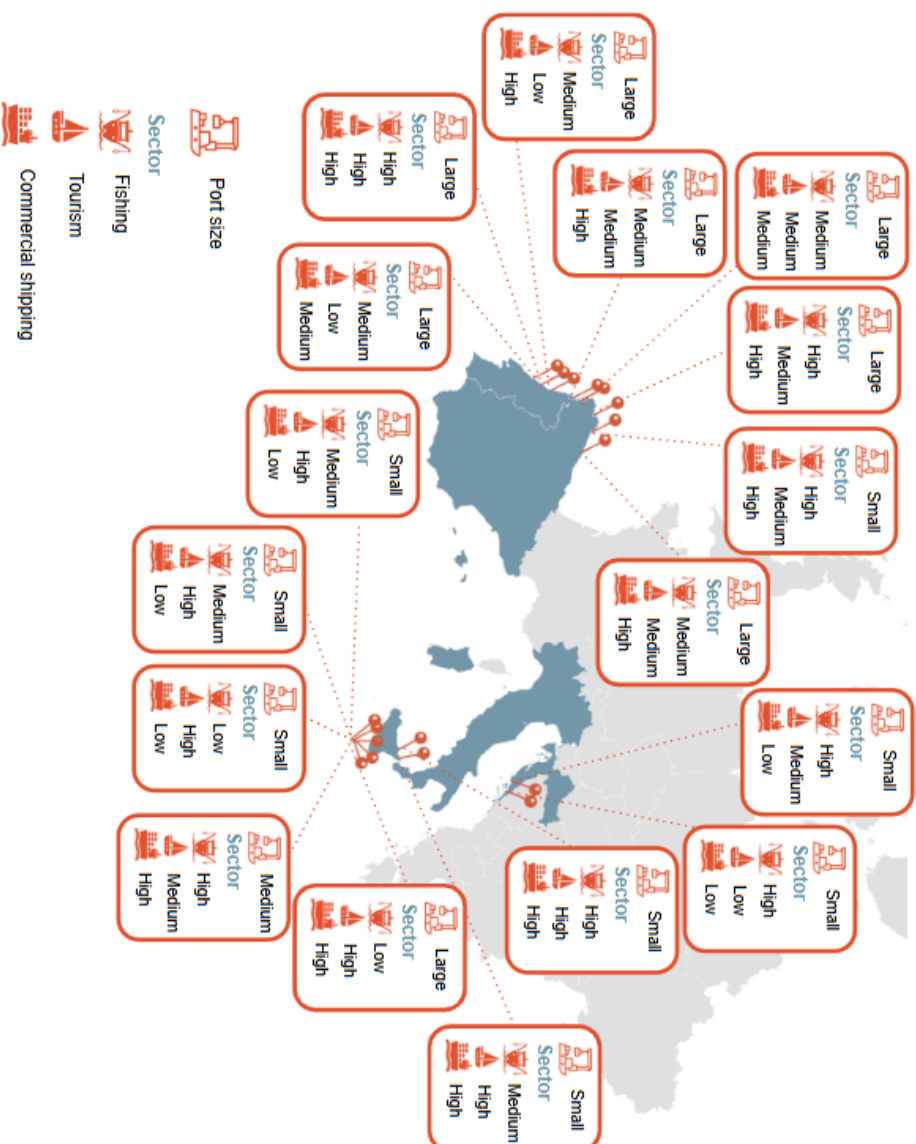 Large
Sector
Medium
Medium
Medium
Large
Sector
High
Medium
High
Small
Sector
High
Medium
High
Small
Sector
High
Medium
Low
Small
Sector
High
Low
Low
Large
Sector
Medium
Medium
High
Large
Sector
Medium
Medium
High
Large
Sector
Medium
Low
High
Small
Sector
High
High
High
Small
Sector
Medium
High
High
Large
Sector
High
High
High
Large
Sector
Medium
Low
Medium
Large
Sector
Low
High
High
Small
Sector
Medium
High
Low
Small
Sector
Medium
High
Low
Small
Sector
Low
High
Low
Medium
Sector
High
Medium
High
Port size
Sector
Fishing
Tourism
Commercial shipping